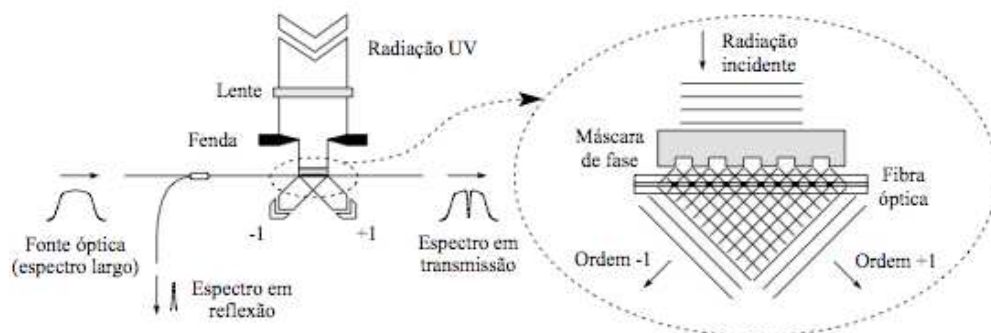 Radiação UV
Lente
Fenda
-1
+1
Fonte óptica
(espectro largo)
Espectro em
reflexão
Espectro em
transmissão
Radiação
incidente
Máscara
de fase
Fibra
óptica
Ordem -1
Ordem +1